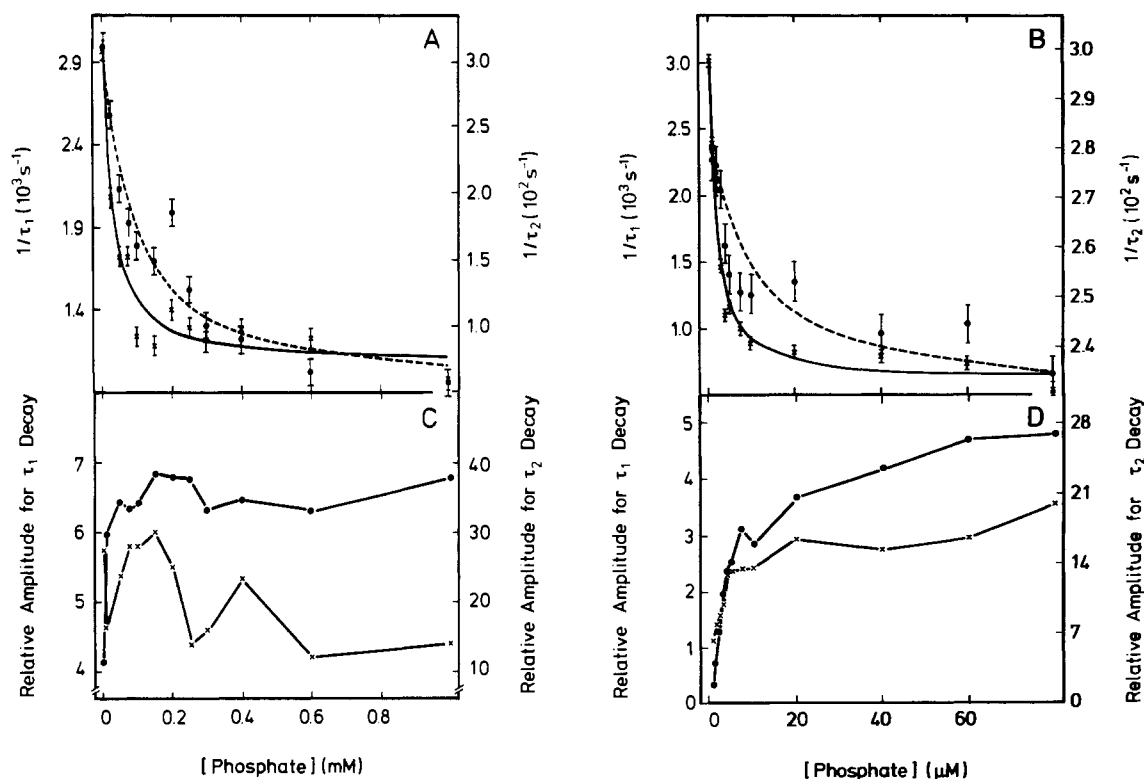 A
B
1/τ₁ (10³ s⁻¹)
2.9
2.4
1.9
1.4
1/τ₂ (10² s⁻¹)
3.0
2.0
1.0
1/τ₁ (10³ s⁻¹)
3.0
2.5
2.0
1.5
1.0
1/τ₂ (10² s⁻¹)
3.0
2.9
2.8
2.7
2.6
2.5
2.4
C
D
Relative Amplitude for τ₁ Decay
7
6
5
4
Relative Amplitude for τ₂ Decay
40
30
20
10
Relative Amplitude for τ₁ Decay
5
4
3
2
1
0
Relative Amplitude for τ₂ Decay
28
21
14
7
0
0 0.2 0.4 0.6 0.8
[Phosphate] (mM)
0 20 40 60
[Phosphate] (μM)